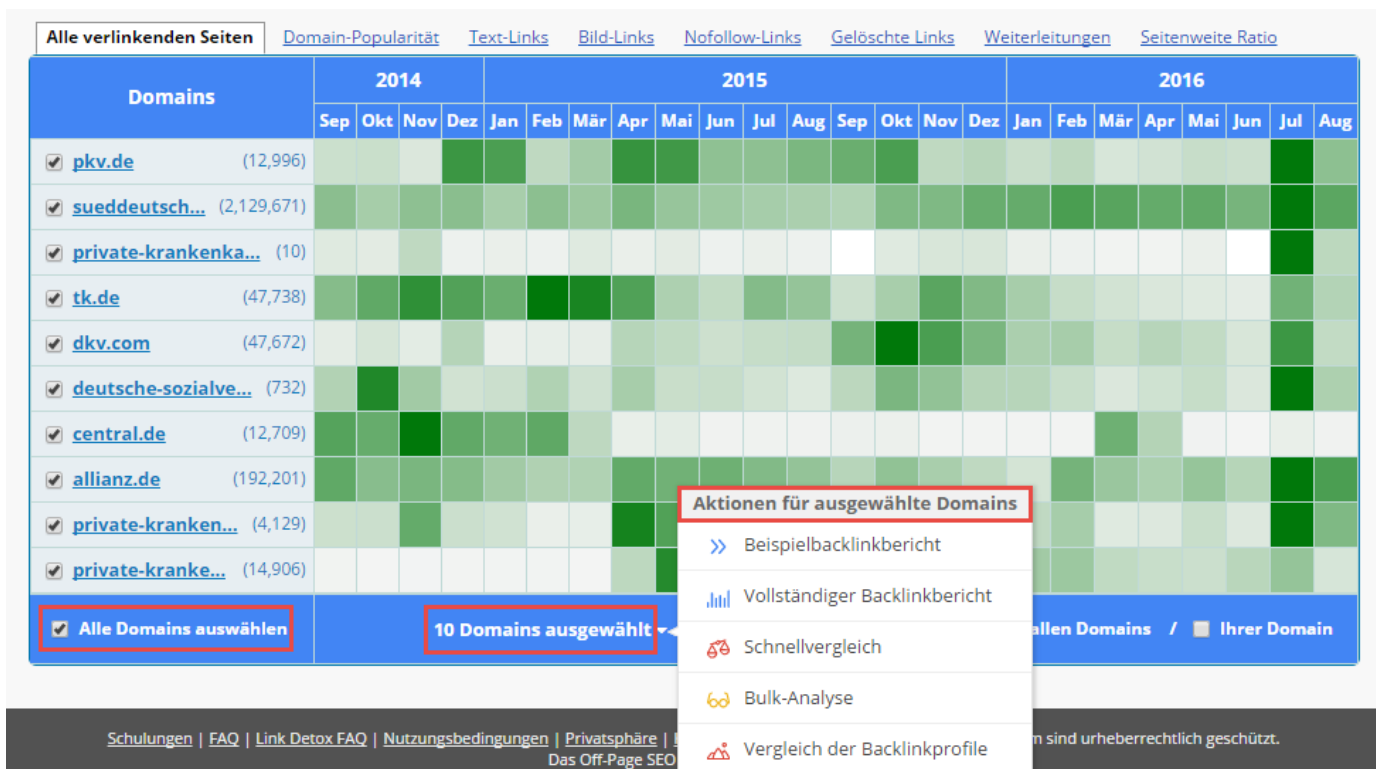 Alle verlinkenden Seiten Domain-Popularität Text-Links Bild-Links Nofollow-Links Gelöschte Links Weiterleitungen Seitenweite Ratio
Domains 2014 2015 2016
Sep Okt Nov Dez Jan Feb Mär Apr Mai Jun Jul Aug Sep Okt Nov Dez Jan Feb Mär Apr Mai Jun Jul Aug
pkv.de (12,996)
sueddeutsch... (2,129,671)
private-krankenka... (10)
tk.de (47,738)
dkv.com (47,672)
deutsche-sozialve... (732)
central.de (12,709)
allianz.de (192,201)
private-kranken... (4,129)
private-kranke... (14,906)
Alle Domains auswählen 10 Domains ausgewählt allen Domains / Ihrer Domain
Aktionen für ausgewählte Domains
Beispielbacklinkbericht
Vollständiger Backlinkbericht
Schnellvergleich
Bulk-Analyse
Vergleich der Backlinkprofile
Schulungen | FAQ | Link Detox FAQ | Nutzungsbedingungen | Privatsphäre | sind urheberrechtlich geschützt.
Das Off-Page SEO